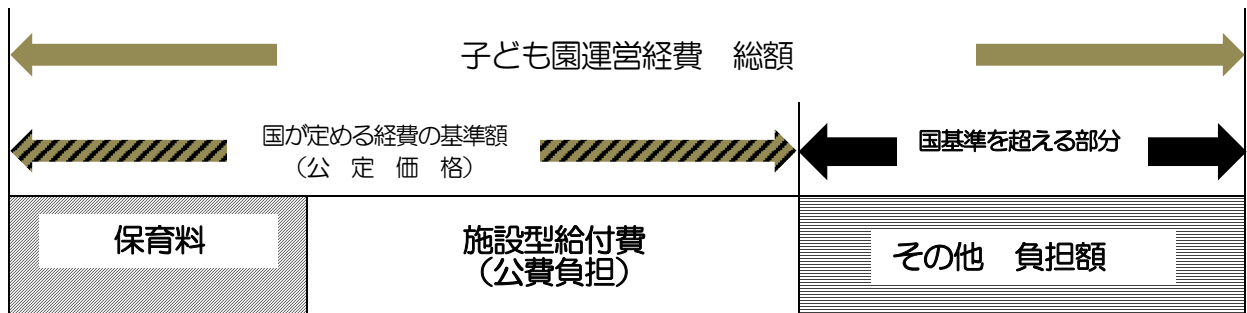 子ども園運営経費　総額
国が定める経費の基準額
（公　定　価　格）
国基準を超える部分
保育料
施設型給付費
（公費負担）
その他　負担額